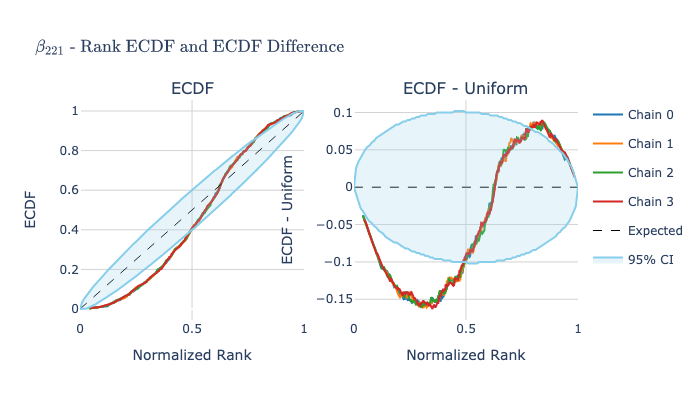 β₂₂₁ - Rank ECDF and ECDF Difference
ECDF
ECDF
1
0.8
0.6
0.4
0.2
0
0
0.5
1
Normalized Rank
ECDF - Uniform
ECDF - Uniform
0.1
0.05
0
−0.05
−0.1
−0.15
0
0.5
1
Normalized Rank
Chain 0
Chain 1
Chain 2
Chain 3
Expected
95% CI